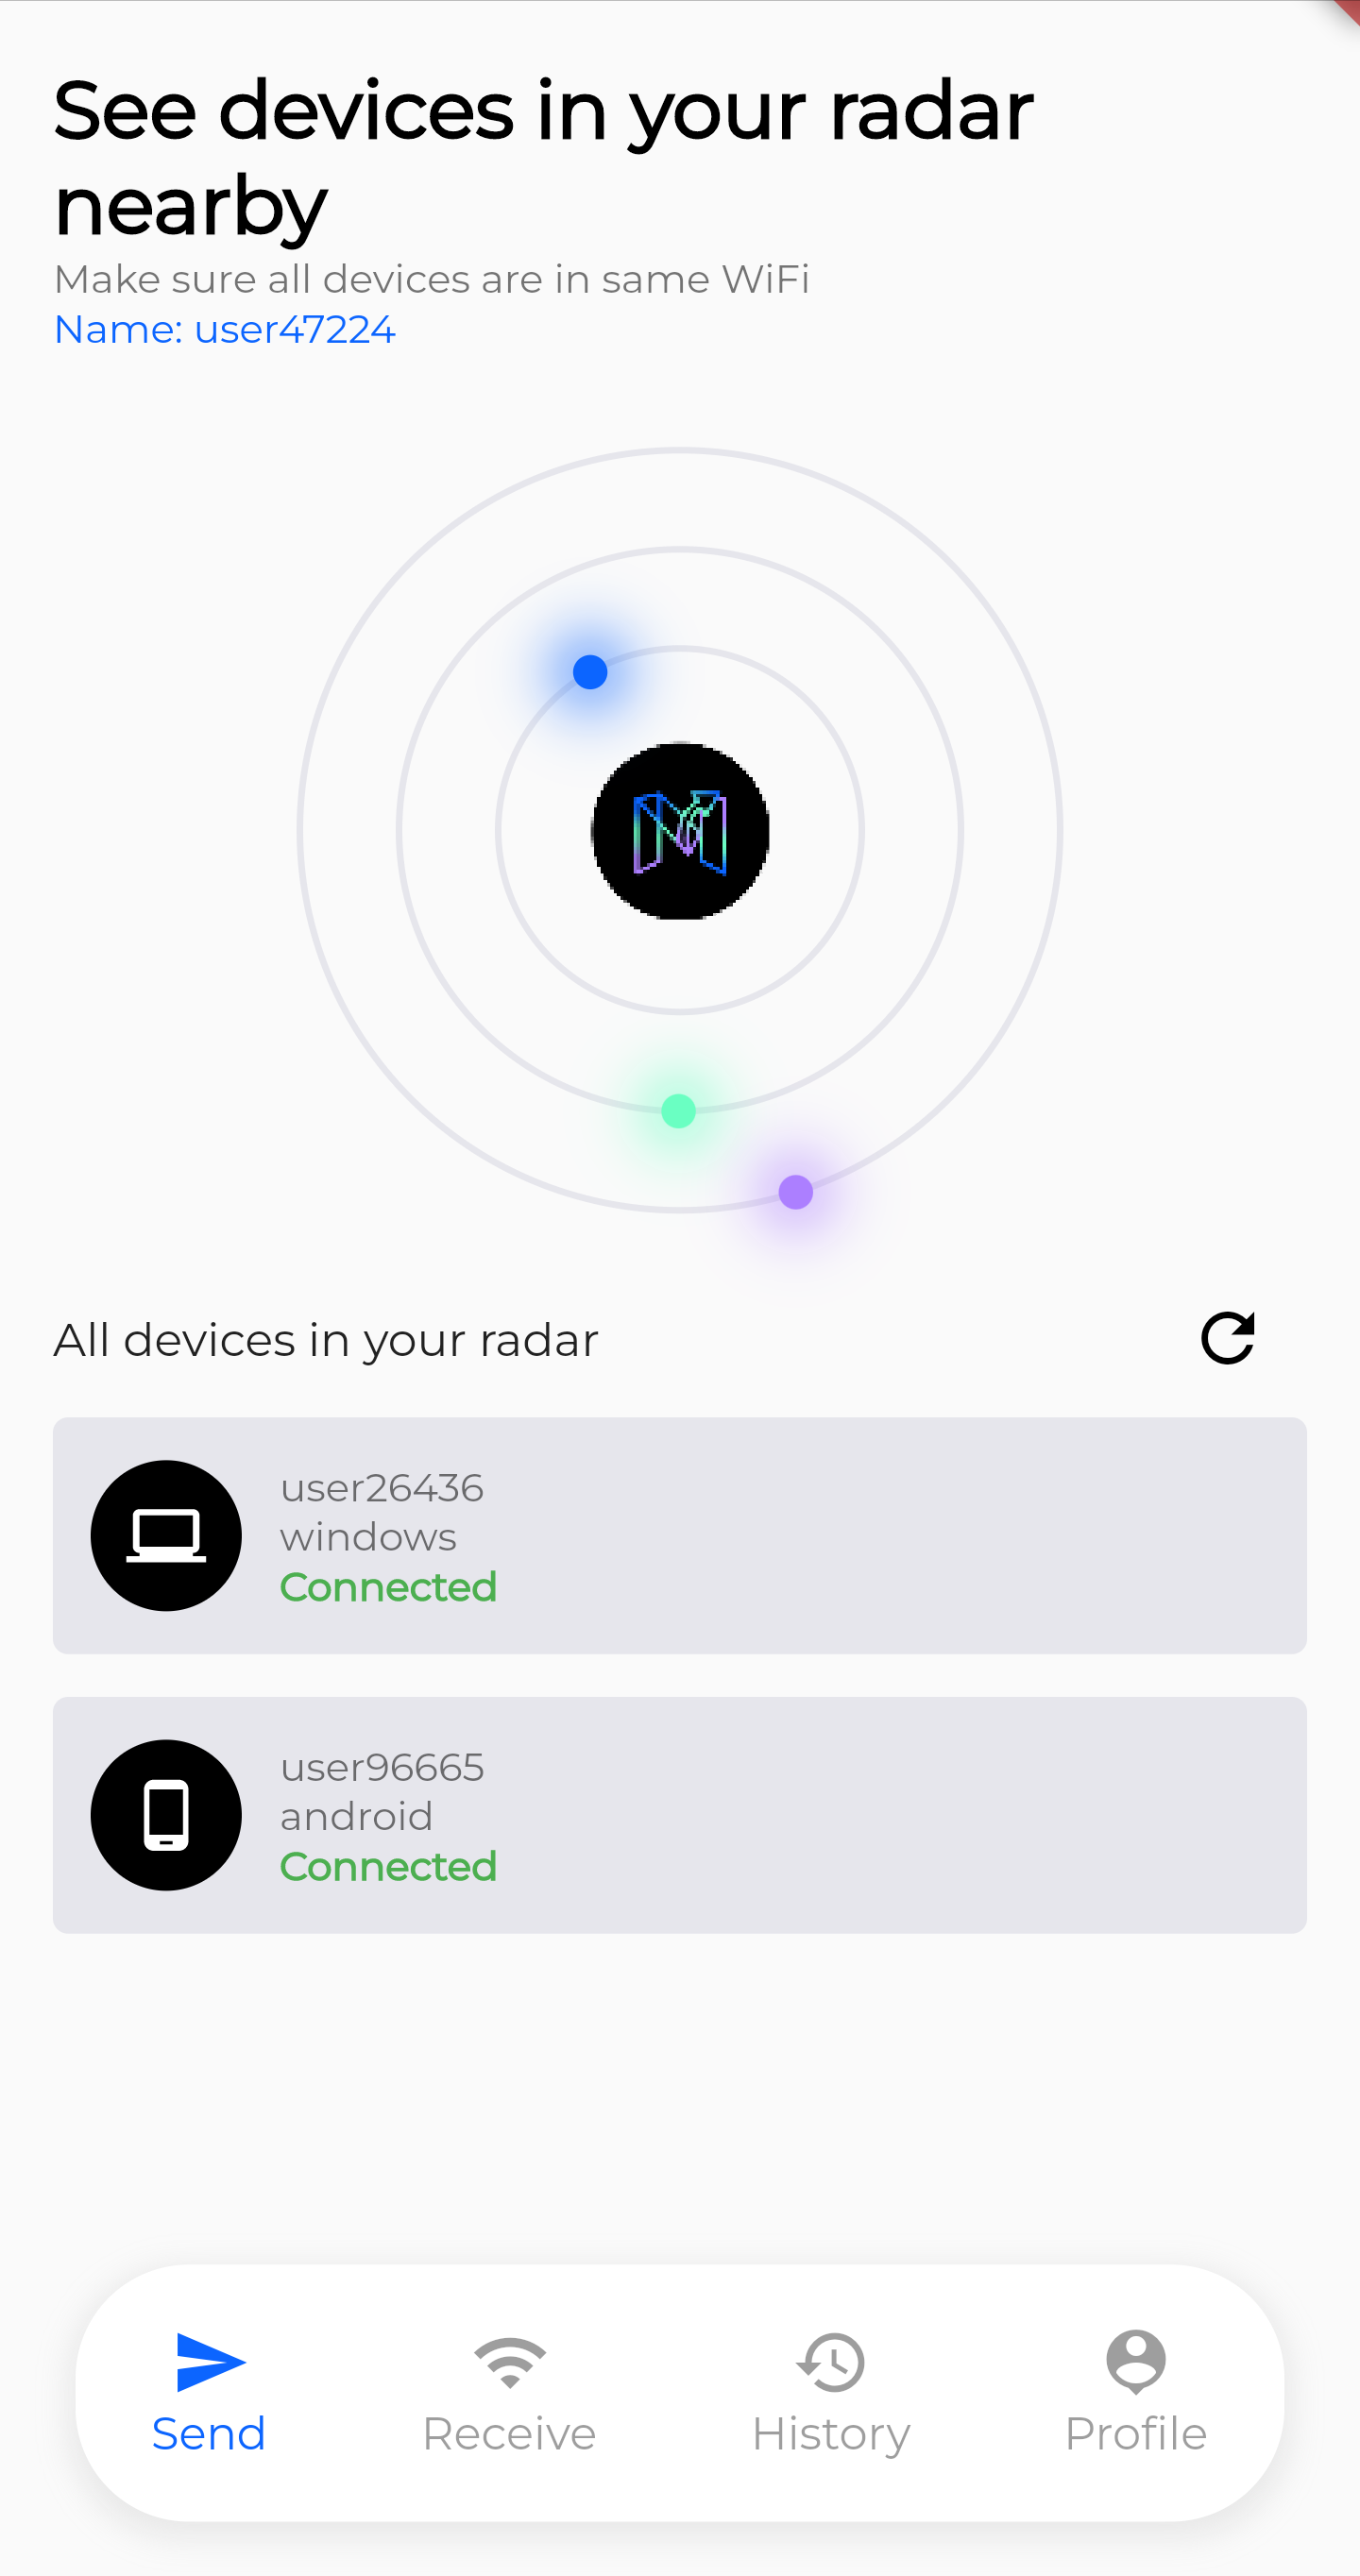 See devices in your radar
nearby
Make sure all devices are in same WiFi
Name: user47224
All devices in your radar
user26436
windows
Connected
user96665
android
Connected
Send
Receive
History
Profile